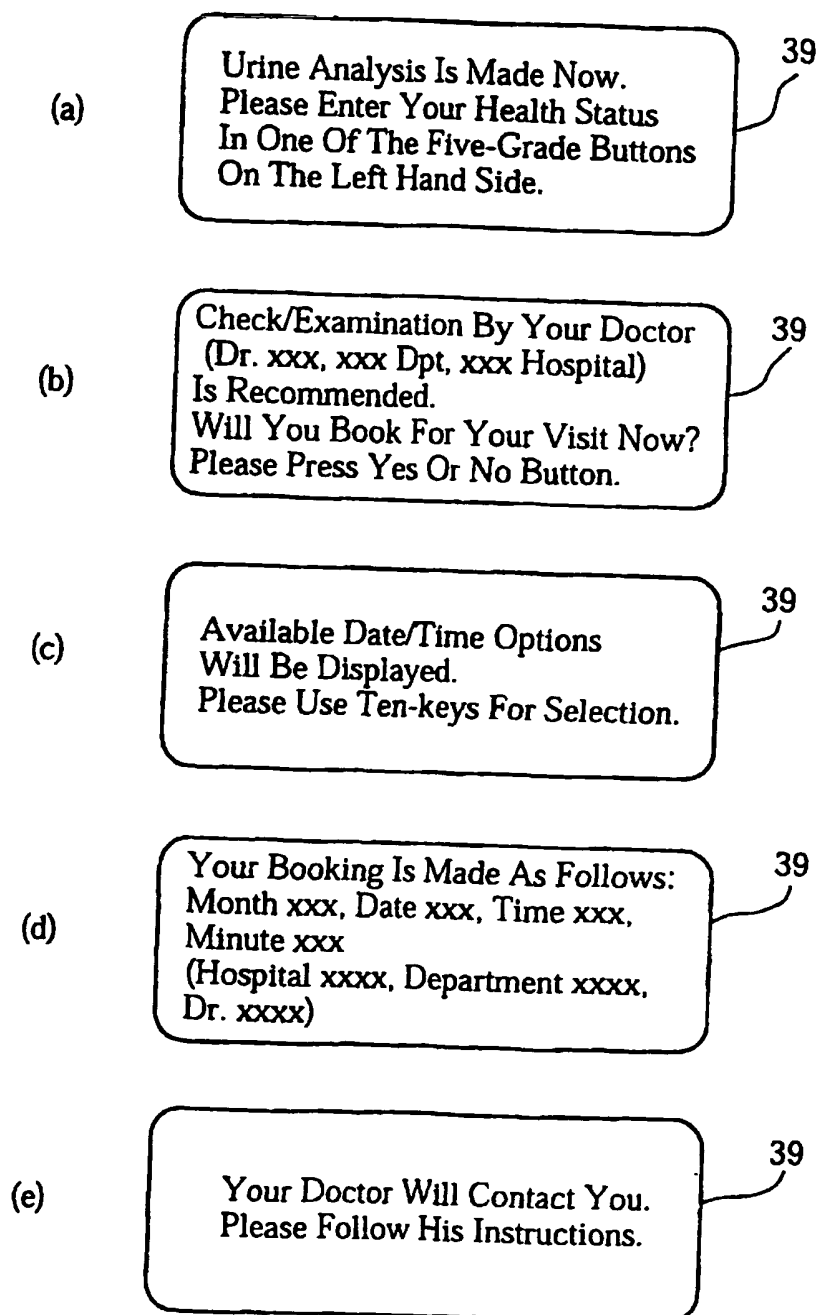 39
(a)
Urine Analysis Is Made Now.
Please Enter Your Health Status
In One Of The Five-Grade Buttons
On The Left Hand Side.
39
(b)
Check/Examination By Your Doctor
(Dr. xxx, xxx Dpt, xxx Hospital)
Is Recommended.
Will You Book For Your Visit Now?
Please Press Yes Or No Button.
39
(c)
Available Date/Time Options
Will Be Displayed.
Please Use Ten-keys For Selection.
39
(d)
Your Booking Is Made As Follows:
Month xxx, Date xxx, Time xxx,
Minute xxx
(Hospital xxxx, Department xxxx,
Dr. xxxx)
39
(e)
Your Doctor Will Contact You.
Please Follow His Instructions.